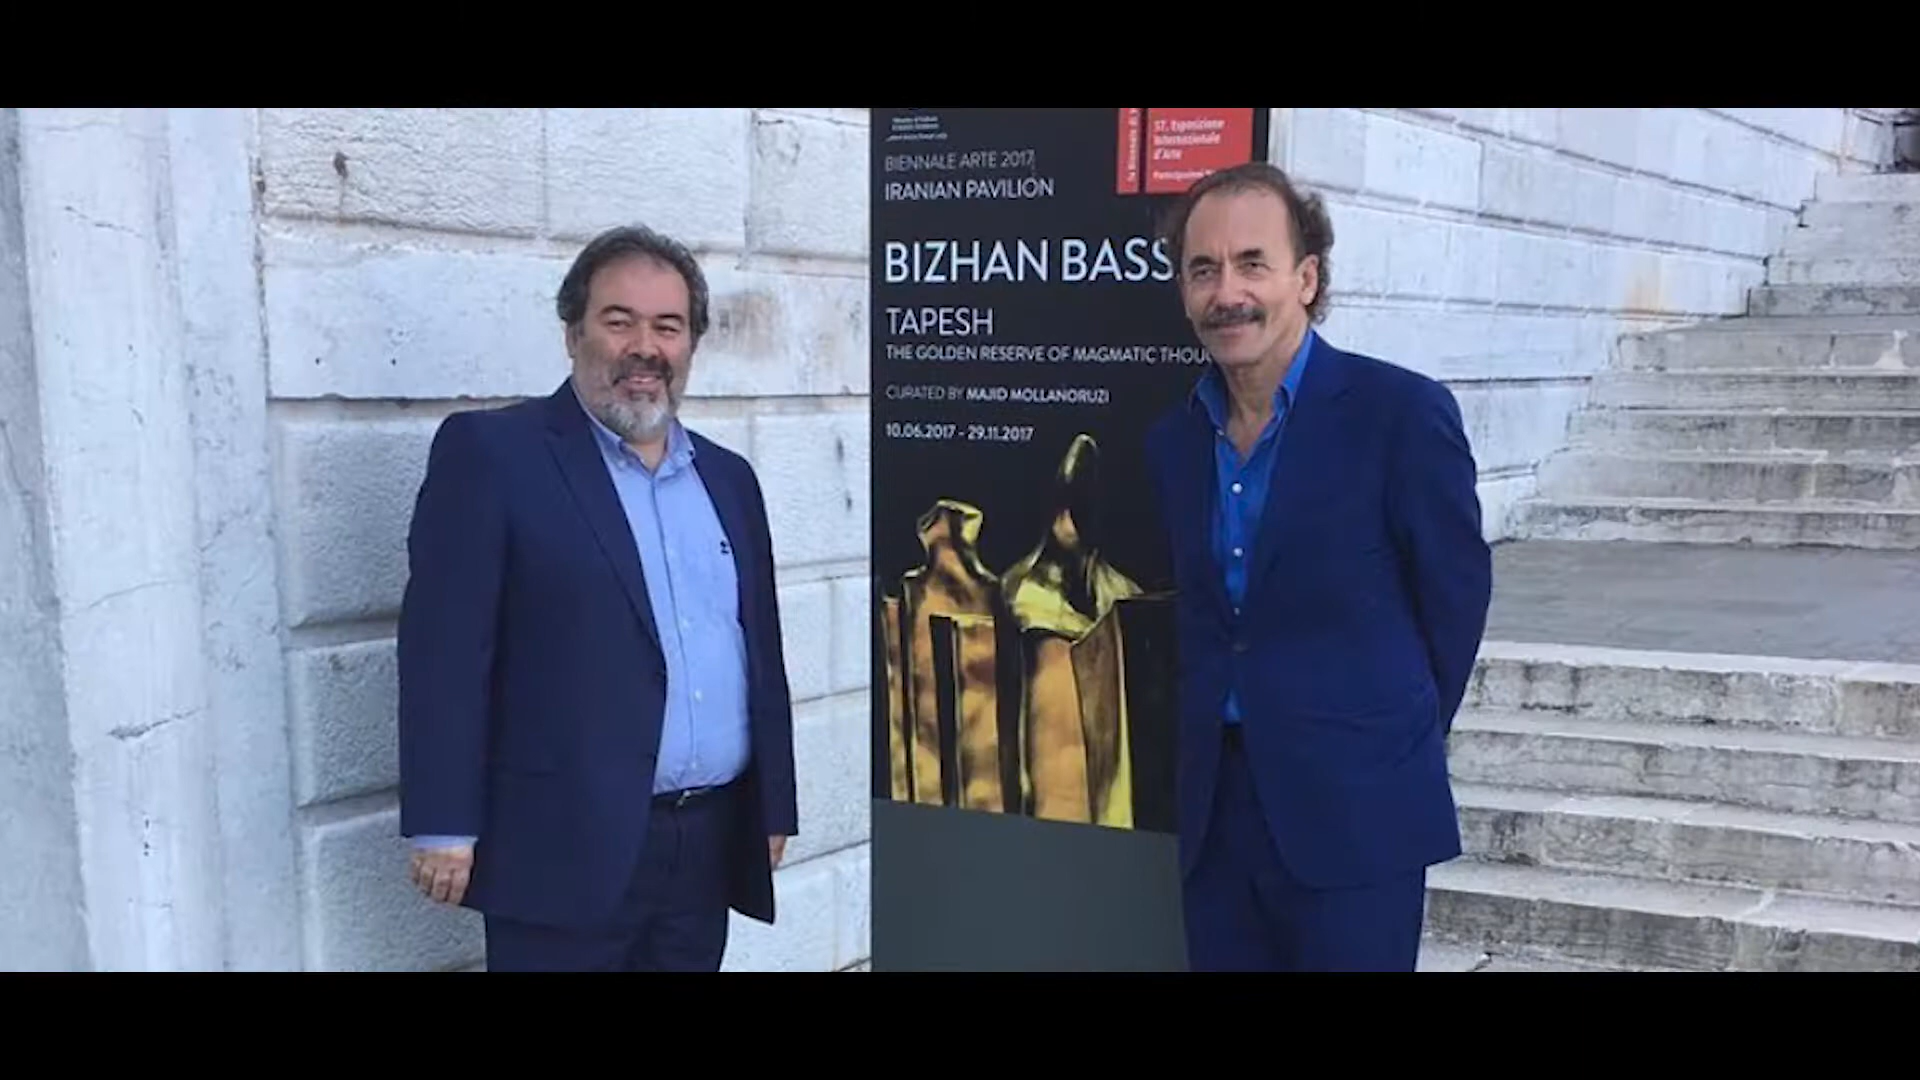 BIENNALE ARTE 2017
IRANIAN PAVILION
57. Esposizione
Internazionale
d'Arte
BIZHAN BASS
TAPESH
THE GOLDEN RESERVE OF MAGMATIC THOU
CURATED BY MAJID MOLLANORUZI
10.06.2017 - 29.11.2017